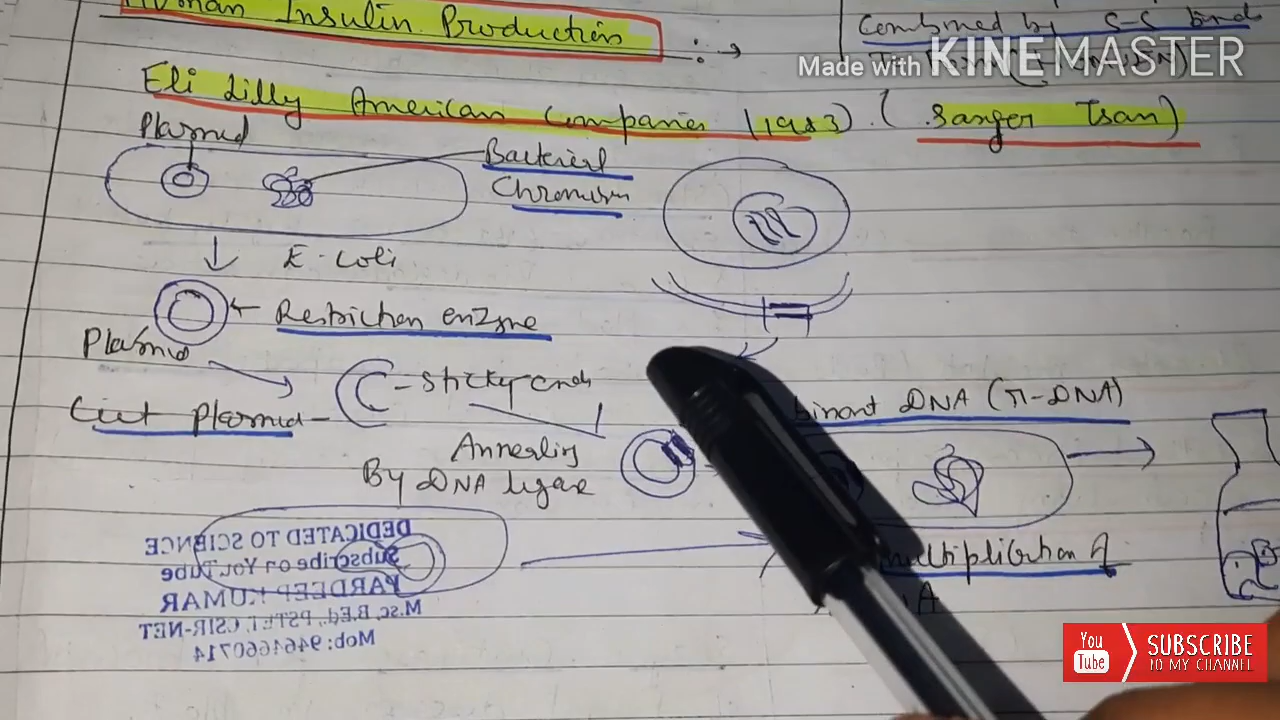 Human Insulin Production :→
Combined by S-S bonds
Made with KINEMASTER
Eli Lilly American Companies (1983). (Sanger Tsan)
Plasmid
Bacterial
Chromosom
E-coli
Restriction enzyme
Plasmid
Sticky ends
Cut Plasmid
binant DNA (r-DNA)
Annealing
By DNA ligase
DEDICATED TO SCIENCE
Subscribe on YouTube
PARDEEP KUMAR
M.sc, B.Ed., PSTET, CSIR-NET
Mob: 9464660714
multiplication of
You Tube SUBSCRIBE
TO MY CHANNEL